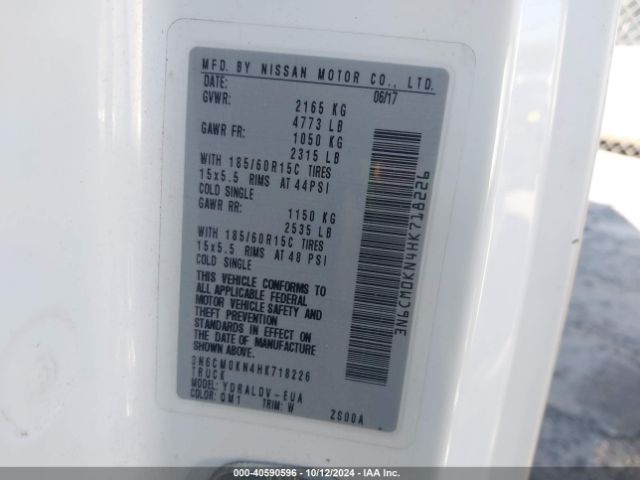 MFD. BY NISSAN MOTOR CO., LTD.
DATE: 06/17
GVWR: 2165 KG
4773 LB
GAWR FR: 1050 KG
2315 LB
WITH 185/60R15C TIRES
15x5.5 RIMS AT 44PSI
COLD SINGLE
GAWR RR: 1150 KG
2535 LB
WITH 185/60R15C TIRES
15x5.5 RIMS AT 48 PSI
COLD SINGLE
THIS VEHICLE CONFORMS TO
ALL APPLICABLE FEDERAL
MOTOR VEHICLE SAFETY AND
THEFT PREVENTION
STANDARDS IN EFFECT ON
THE DATE OF MANUFACTURE
SHOWN ABOVE.
3N6CM0KN4HK718226
TRUCK
MODEL: YDRALDV-EUA
COLOR: QM1 TRIM: W ZS00A
3N6CM0KN4HK718226
© - 40590596 - 10/12/2024 - IAA Inc.